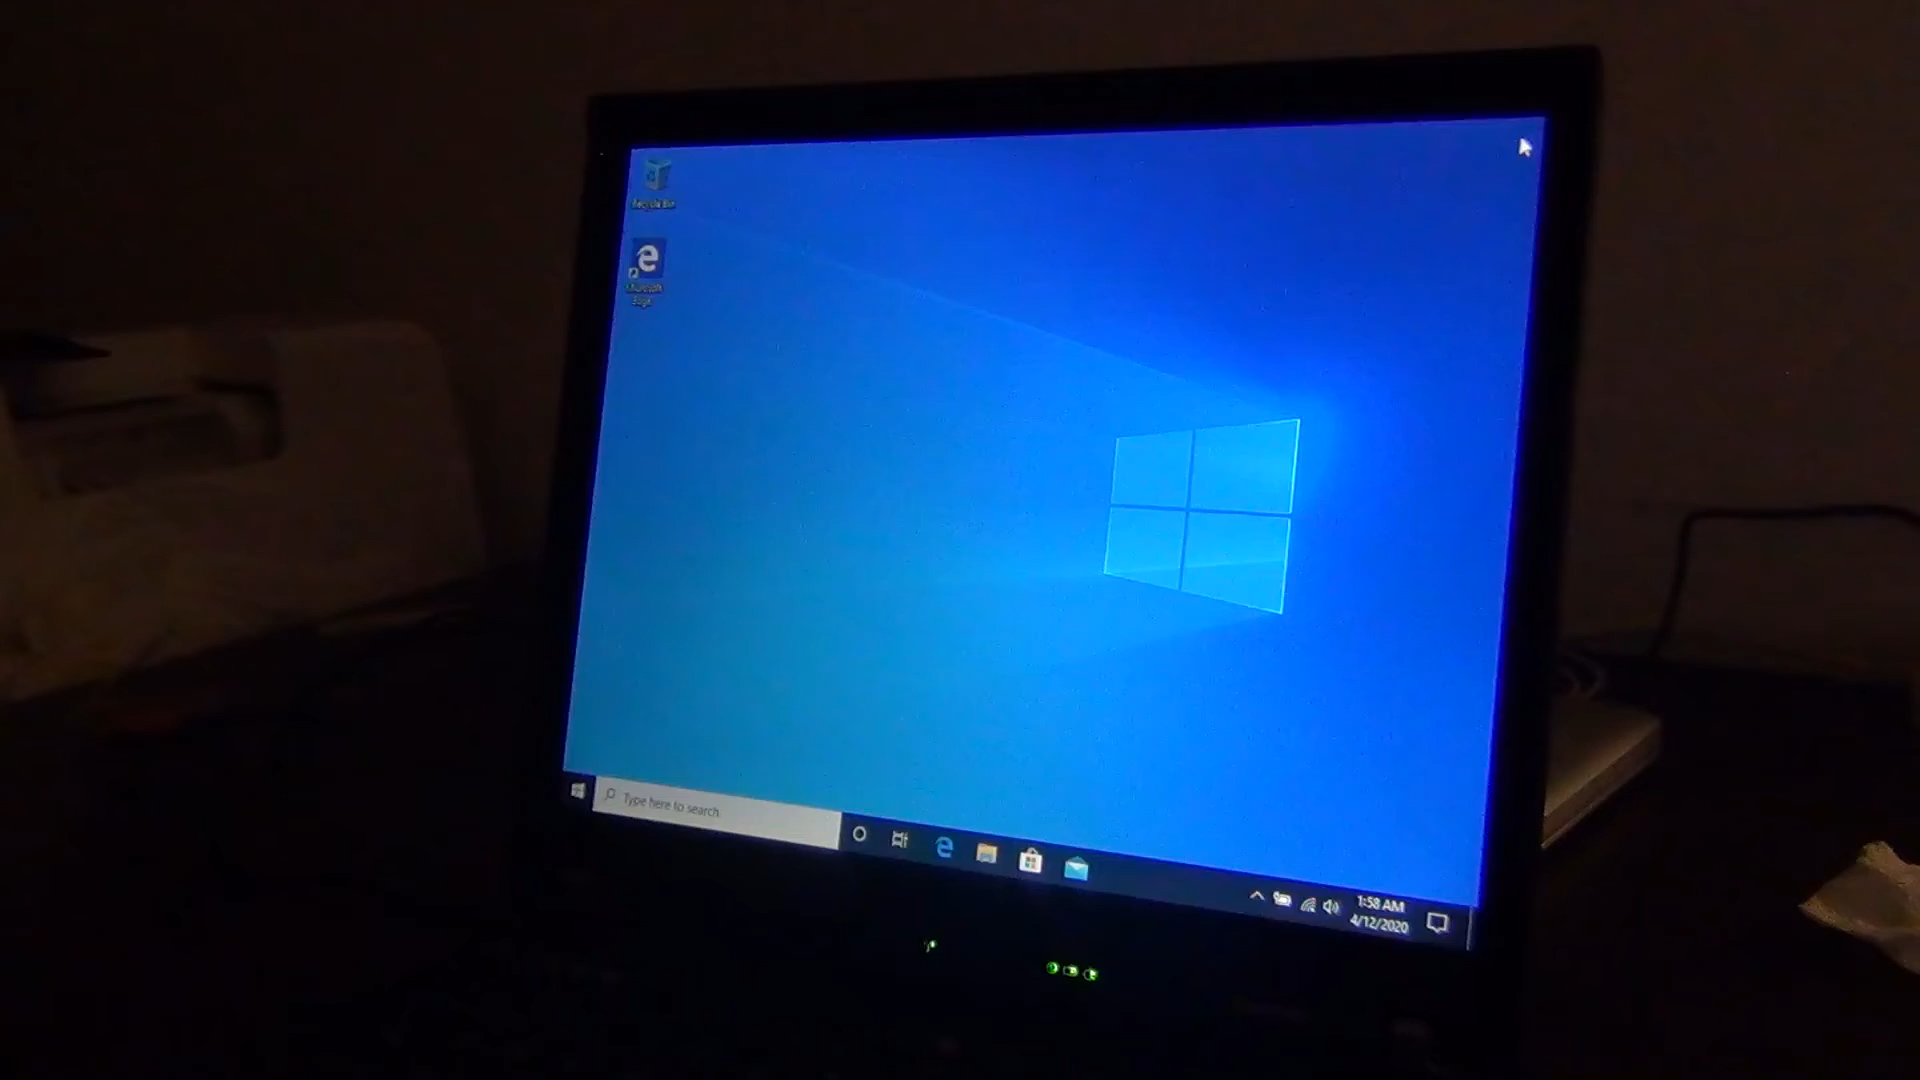 Recycle Bin
Microsoft
Edge
Type here to search
1:58 AM
4/12/2020